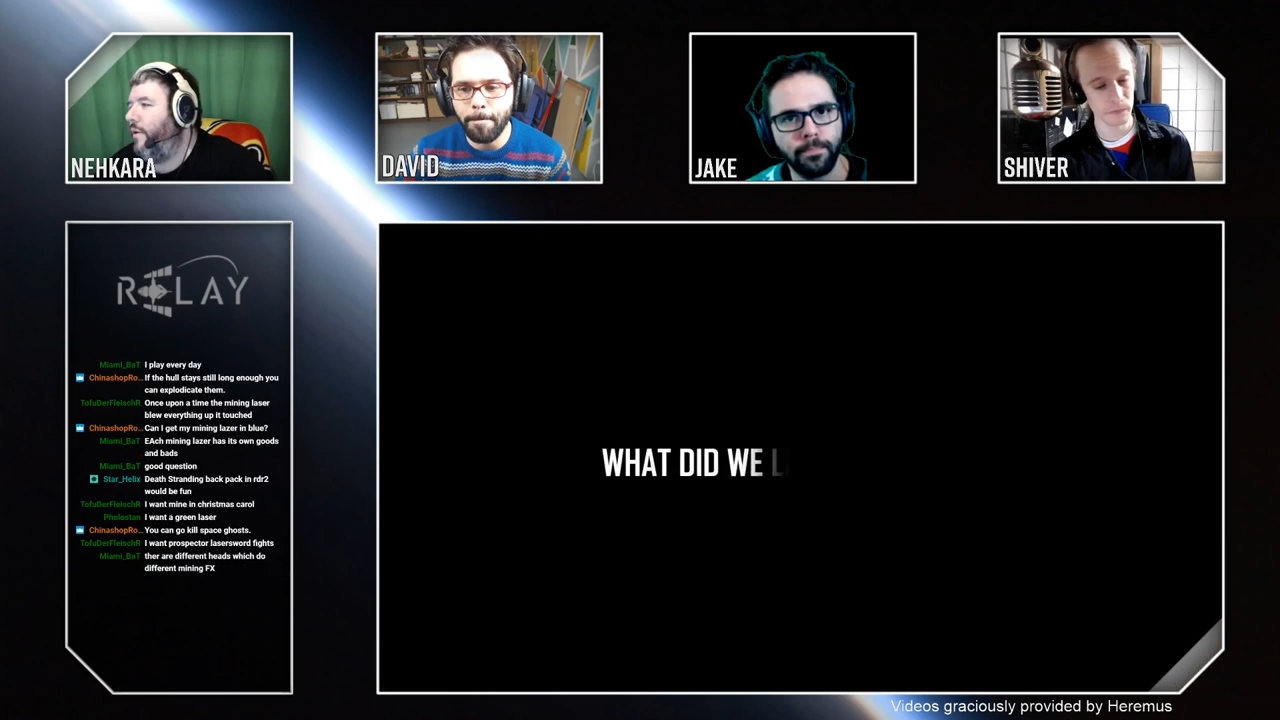 NEHKARA
DAVID
JAKE
SHIVER
RELAY
Miami_BaT I play every day
ChinashopRo... If the hull stays still long enough you
can explodicate them.
TofuDerFleischR Once upon a time the mining laser
blew everything up it touched
ChinashopRo... Can I get my mining lazer in blue?
Miami_BaT EAch mining lazer has its own goods
and bads
Miami_BaT good question
Star_Helix Death Stranding back pack in rdr2
would be fun
TofuDerFleischR I want mine in christmas carol
Pholostan I want a green laser
ChinashopRo... You can go kill space ghosts.
TofuDerFleischR I want prospector lasersword fights
Miami_BaT ther are different heads which do
different mining FX
WHAT DID WE L
Videos graciously provided by Heremus